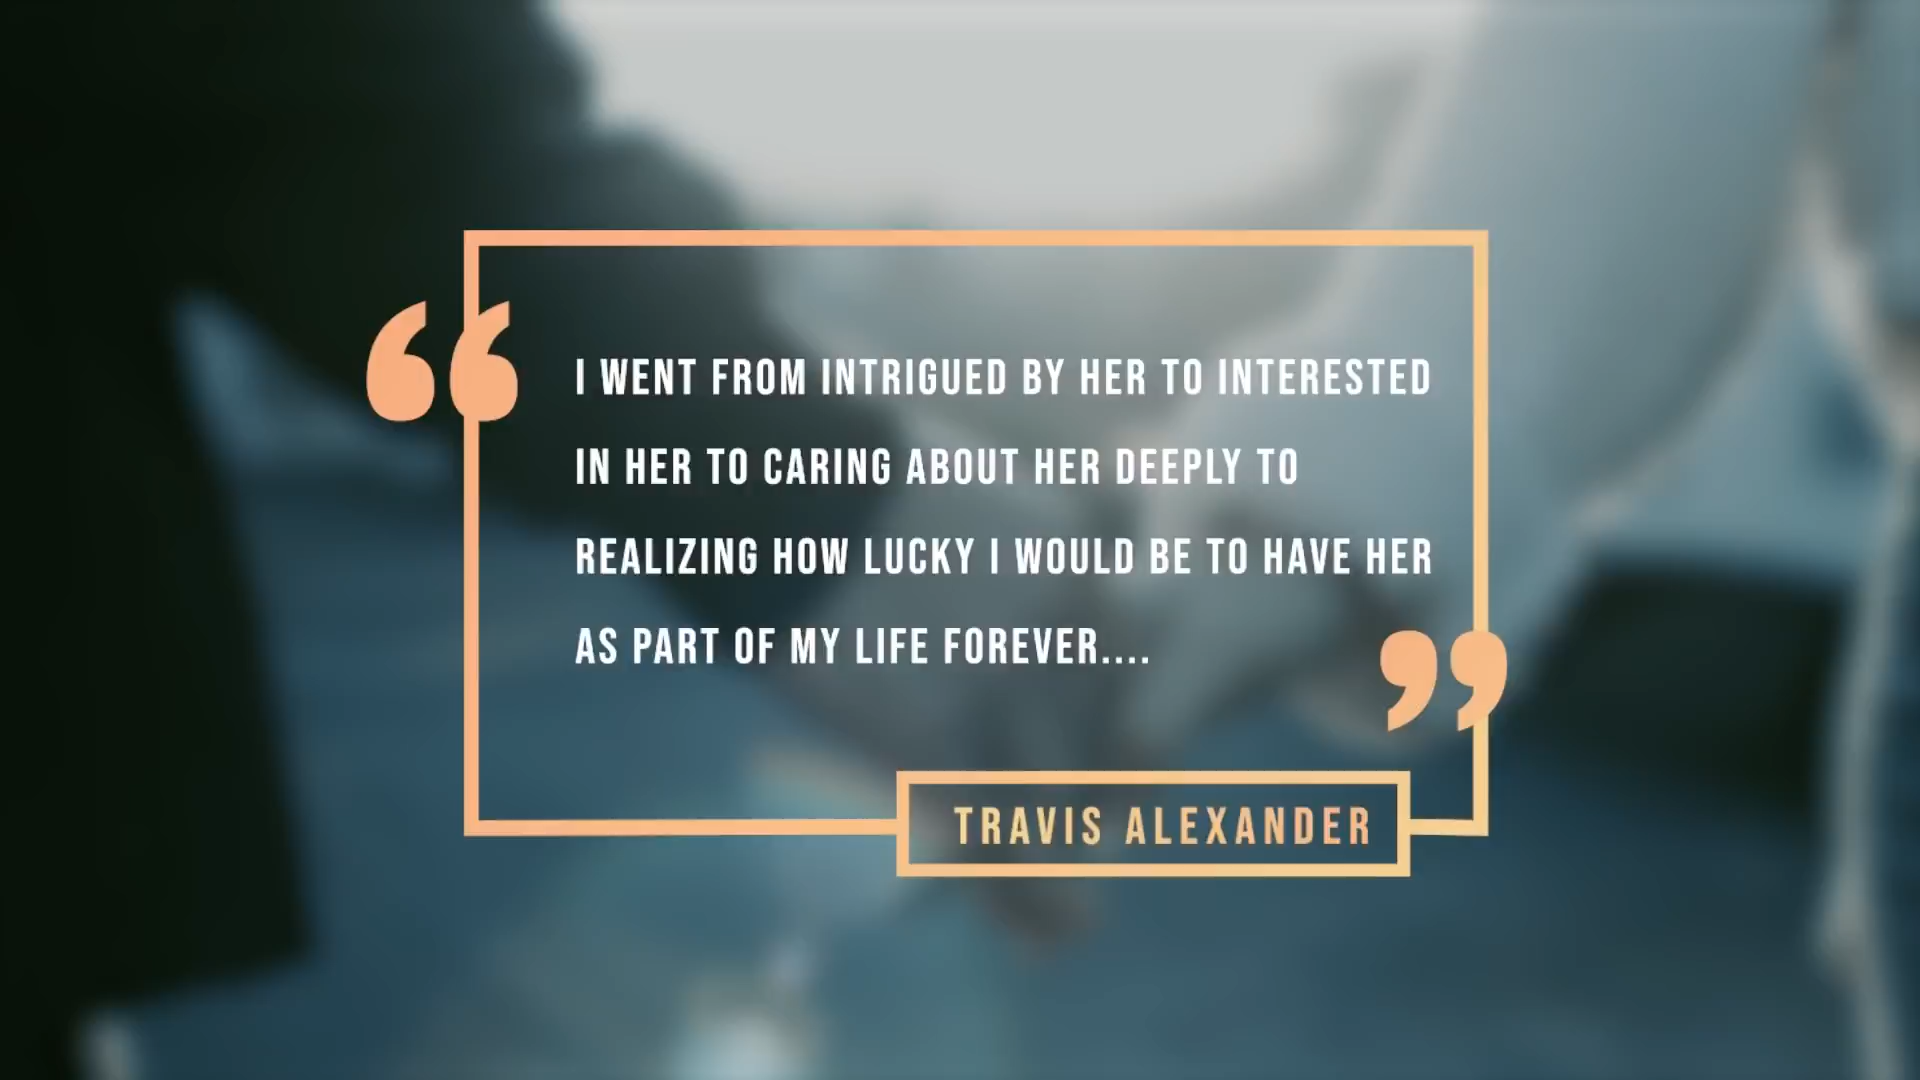 I WENT FROM INTRIGUED BY HER TO INTERESTED
IN HER TO CARING ABOUT HER DEEPLY TO
REALIZING HOW LUCKY I WOULD BE TO HAVE HER
AS PART OF MY LIFE FOREVER....
TRAVIS ALEXANDER